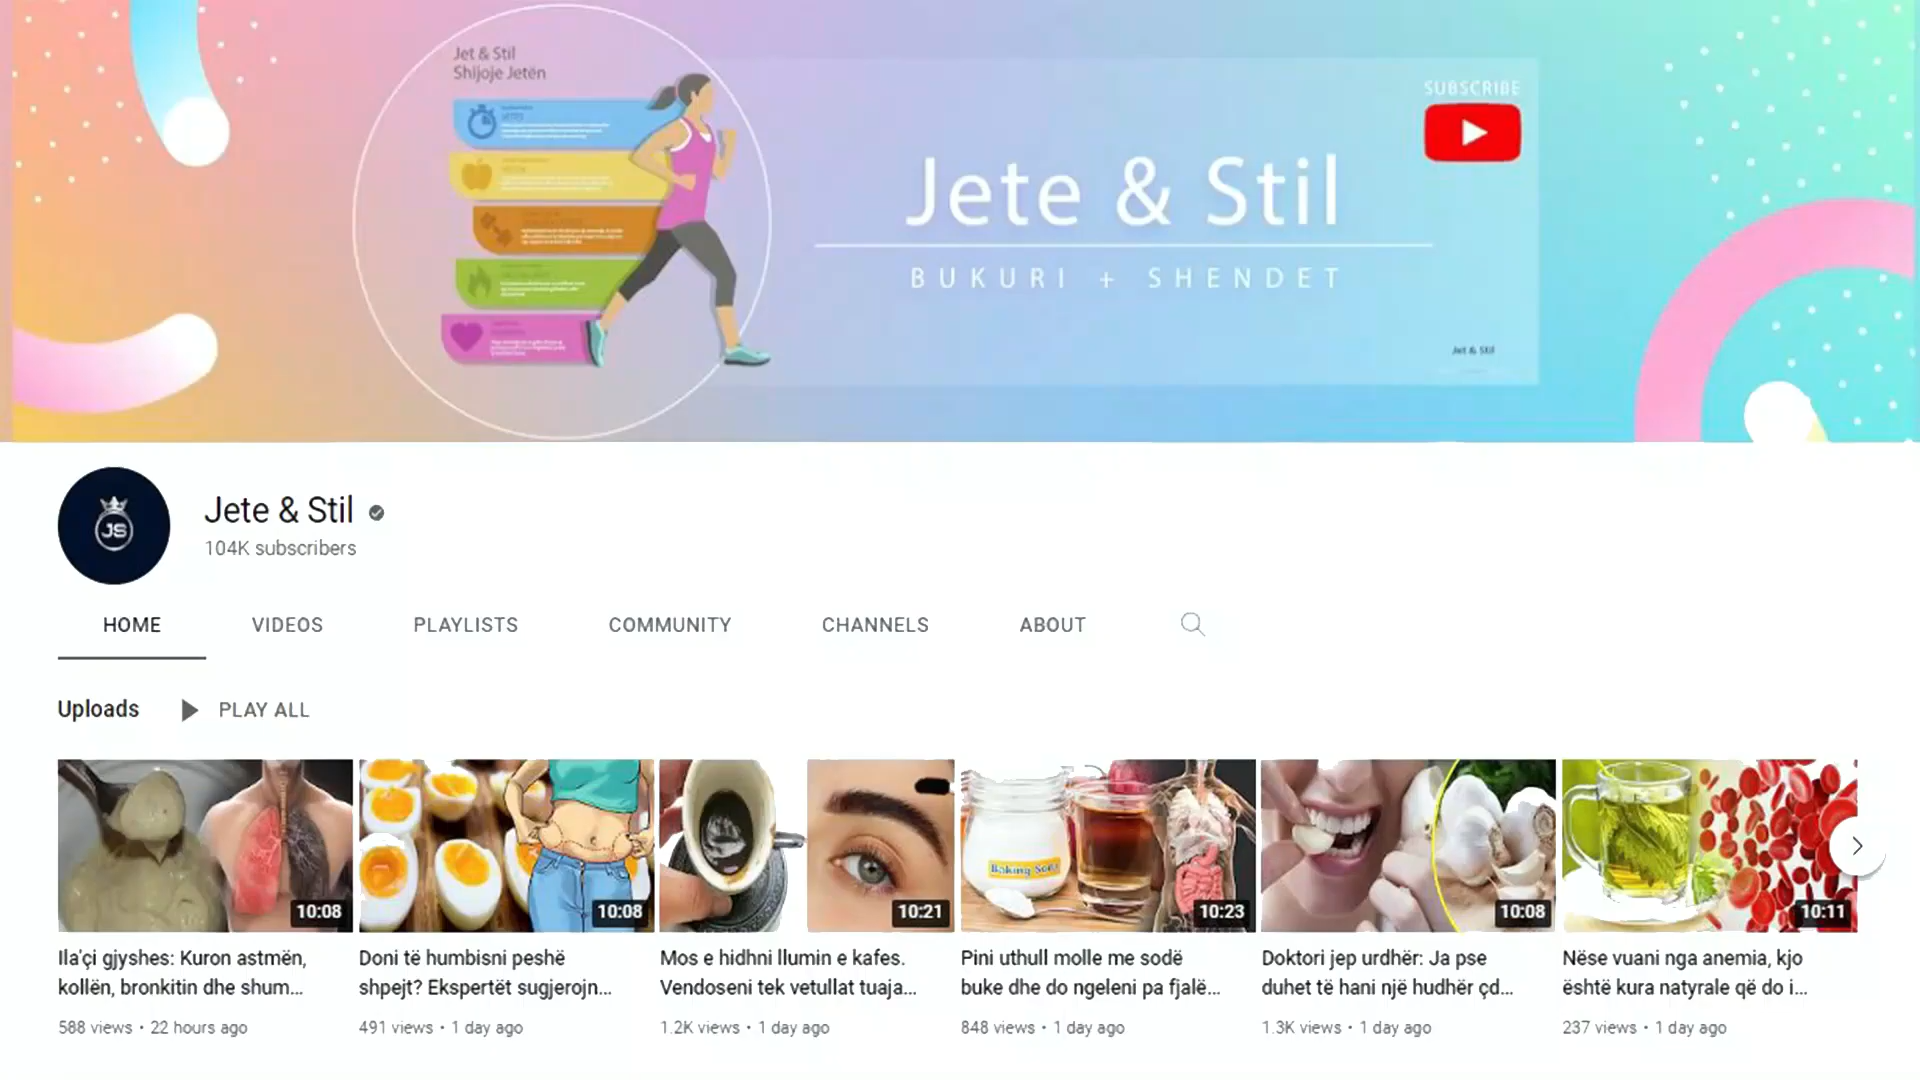 Jet & Stil
Shijoje Jetën
SUBSCRIBE
Jete & Stil
BUKURI + SHENDET
Jet & Stil
JS
Jete & Stil
104K subscribers
HOME
VIDEOS
PLAYLISTS
COMMUNITY
CHANNELS
ABOUT
Uploads
PLAY ALL
10:08
10:08
10:21
Baking Soda
10:23
10:08
10:11
Ila'çi gjyshes: Kuron astmën,
kollën, bronkitin dhe shum...
588 views • 22 hours ago
Doni të humbisni peshë
shpejt? Ekspertët sugjerojn...
491 views • 1 day ago
Mos e hidhni llumin e kafes.
Vendoseni tek vetullat tuaja...
1.2K views • 1 day ago
Pini uthull molle me sodë
buke dhe do ngeleni pa fjalë...
848 views • 1 day ago
Doktori jep urdhër: Ja pse
duhet të hani një hudhër çd...
1.3K views • 1 day ago
Nëse vuani nga anemia, kjo
është kura natyrale që do i...
237 views • 1 day ago